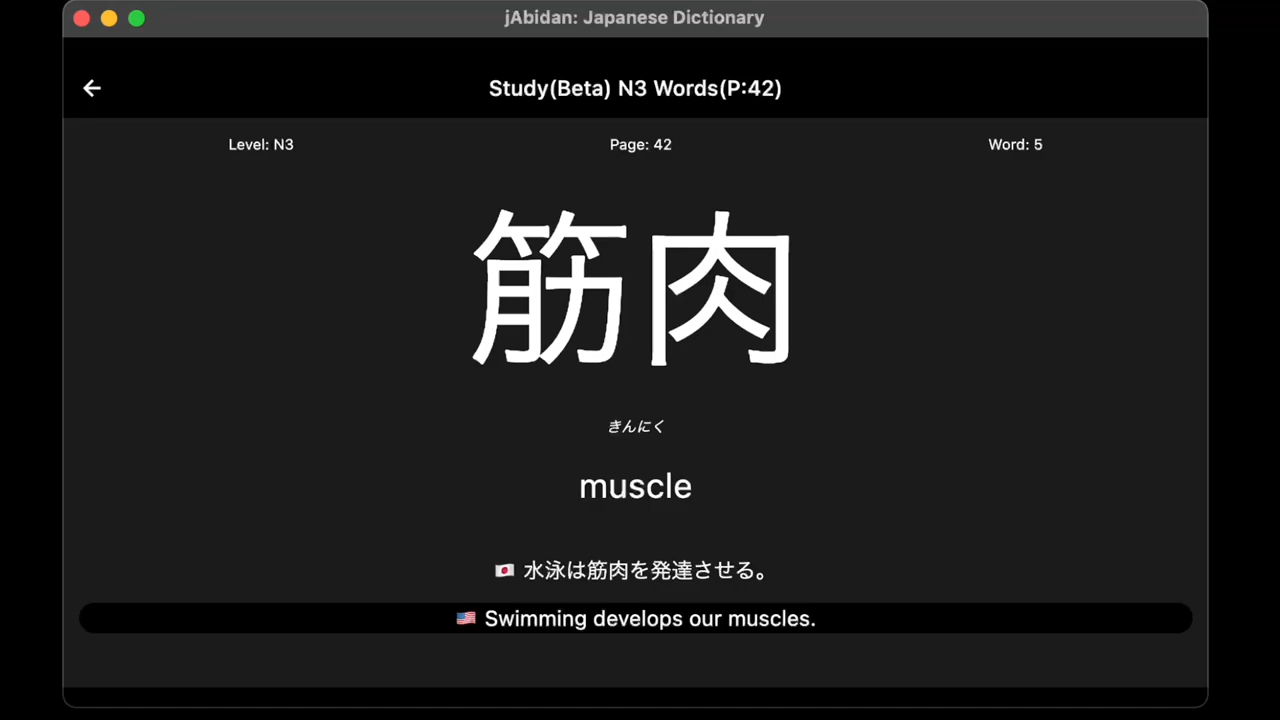 jAbidan: Japanese Dictionary
Study(Beta) N3 Words(P:42)
Level: N3
Page: 42
Word: 5
筋肉
きんにく
muscle
🇯🇵 水泳は筋肉を発達させる。
🇺🇸 Swimming develops our muscles.